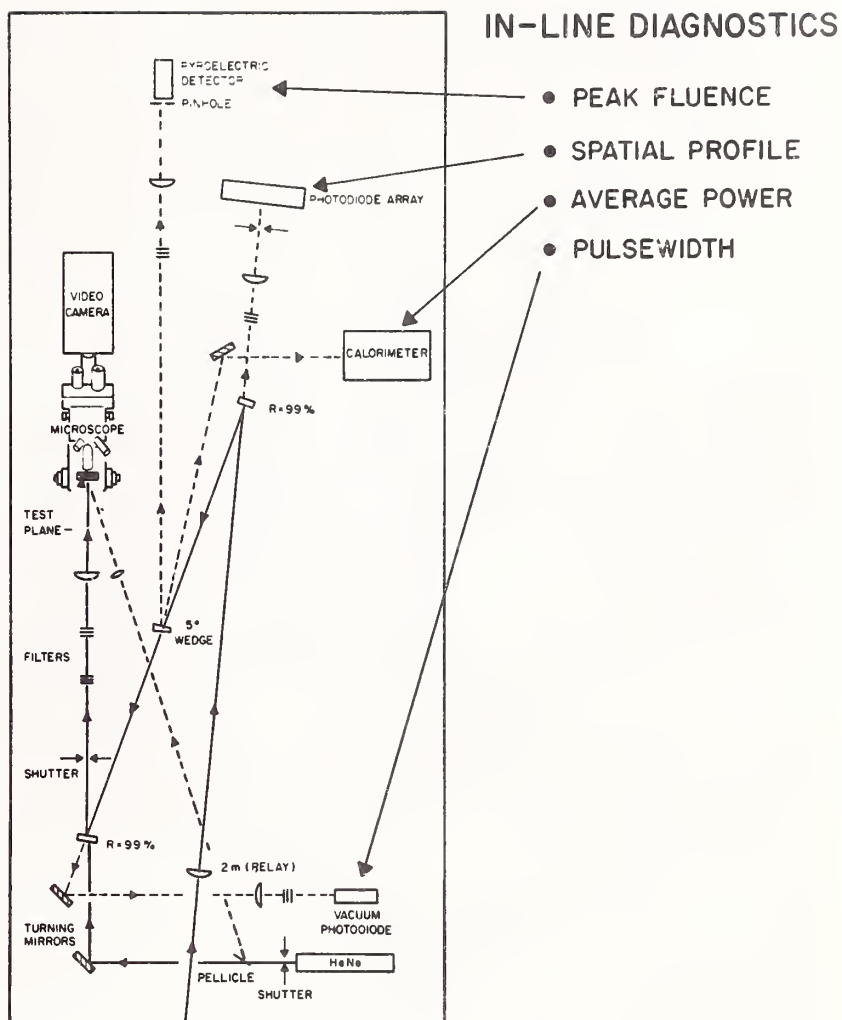 IN-LINE DIAGNOSTICS
PYROELECTRIC
DETECTOR
PINHOLE
• PEAK FLUENCE
• SPATIAL PROFILE
PHOTODIODE ARRAY
• AVERAGE POWER
• PULSEWIDTH
VIDEO
CAMERA
CALORIMETER
R=99%
MICROSCOPE
TEST
PLANE
5°
WEDGE
FILTERS
SHUTTER
R=99%
2m (RELAY)
VACUUM
PHOTODIODE
TURNING
MIRRORS
HeNe
PELLICLE
SHUTTER